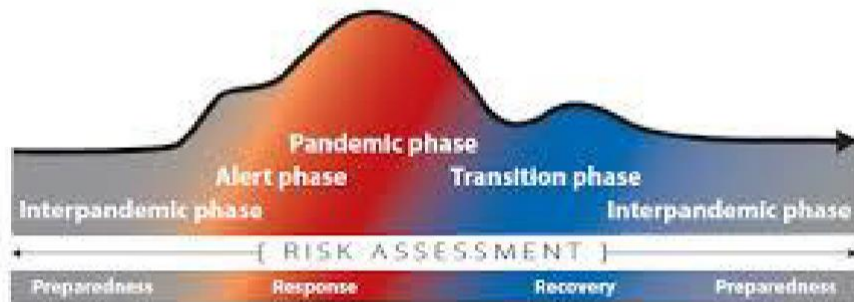 Pandemic phase
Alert phase Transition phase
Interpandemic phase Interpandemic phase
[ RISK ASSESSMENT ]
Preparedness Response Recovery Preparedness